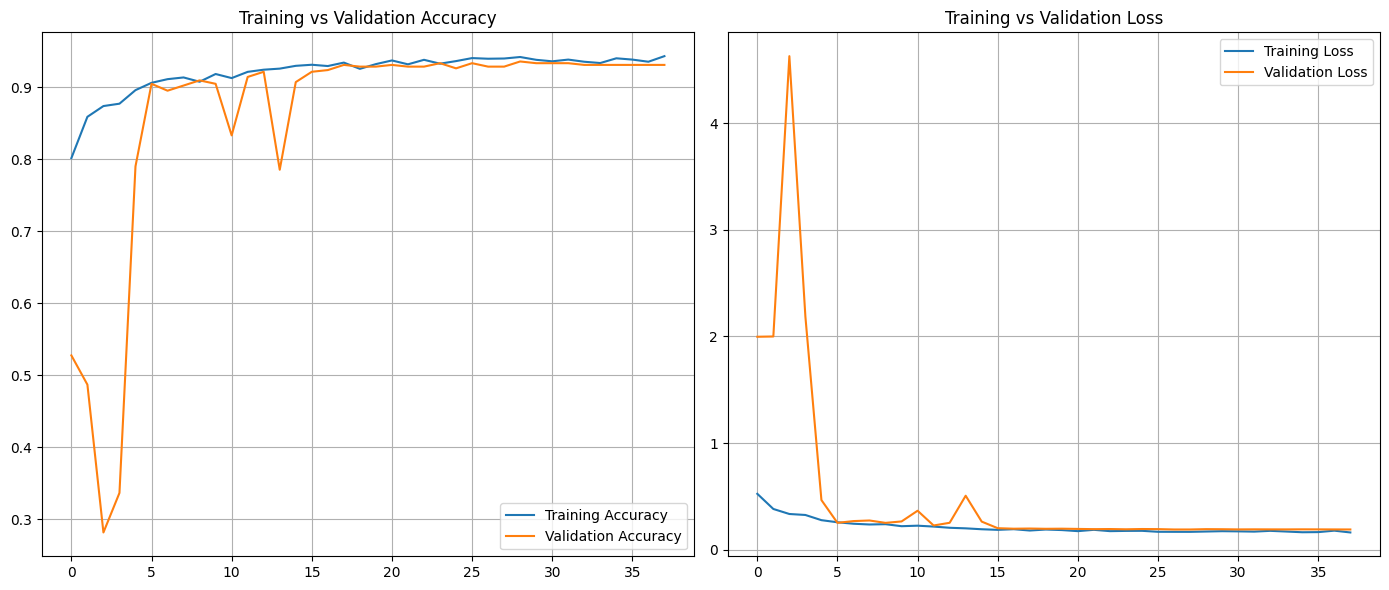 Training vs Validation Accuracy
0.9
0.8
0.7
0.6
0.5
0.4
0.3
Training Accuracy
Validation Accuracy
0 5 10 15 20 25 30 35
Training vs Validation Loss
Training Loss
Validation Loss
4
3
2
1
0
0 5 10 15 20 25 30 35